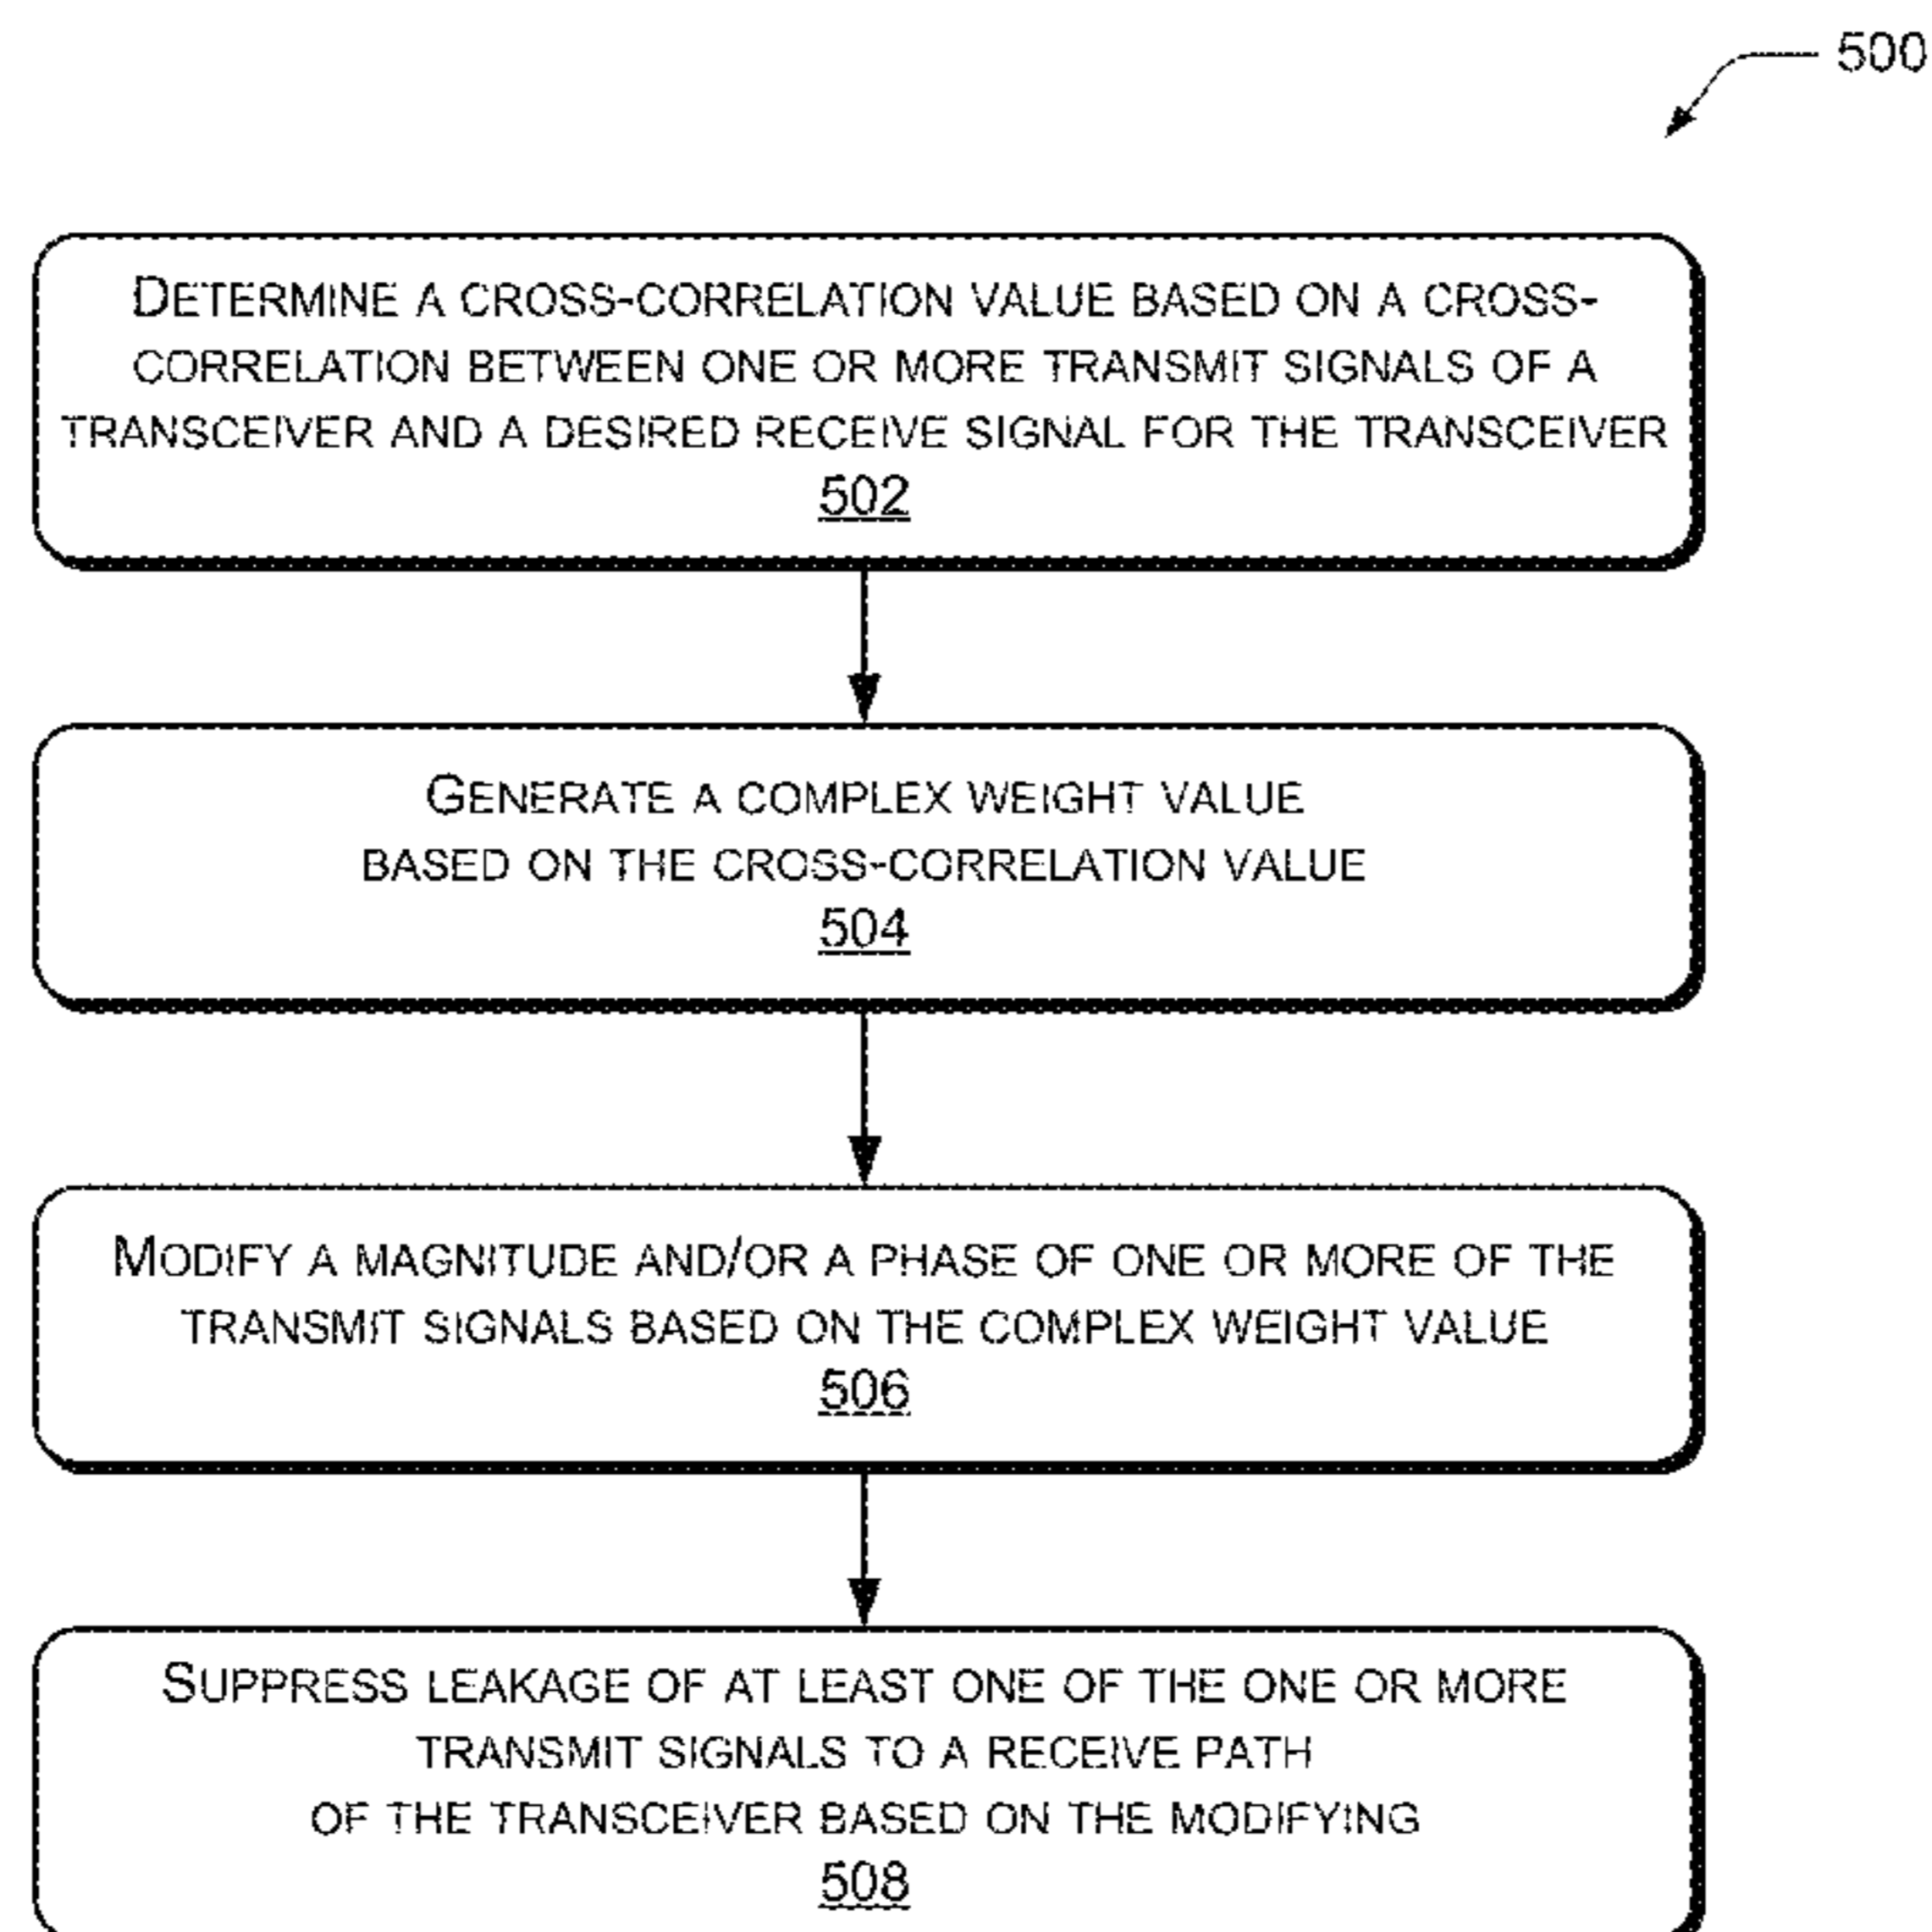 500
DETERMINE A CROSS-CORRELATION VALUE BASED ON A CROSS-
CORRELATION BETWEEN ONE OR MORE TRANSMIT SIGNALS OF A
TRANSCEIVER AND A DESIRED RECEIVE SIGNAL FOR THE TRANSCEIVER
502
GENERATE A COMPLEX WEIGHT VALUE
BASED ON THE CROSS-CORRELATION VALUE
504
MODIFY A MAGNITUDE AND/OR A PHASE OF ONE OR MORE OF THE
TRANSMIT SIGNALS BASED ON THE COMPLEX WEIGHT VALUE
506
SUPPRESS LEAKAGE OF AT LEAST ONE OF THE ONE OR MORE
TRANSMIT SIGNALS TO A RECEIVE PATH
OF THE TRANSCEIVER BASED ON THE MODIFYING
508